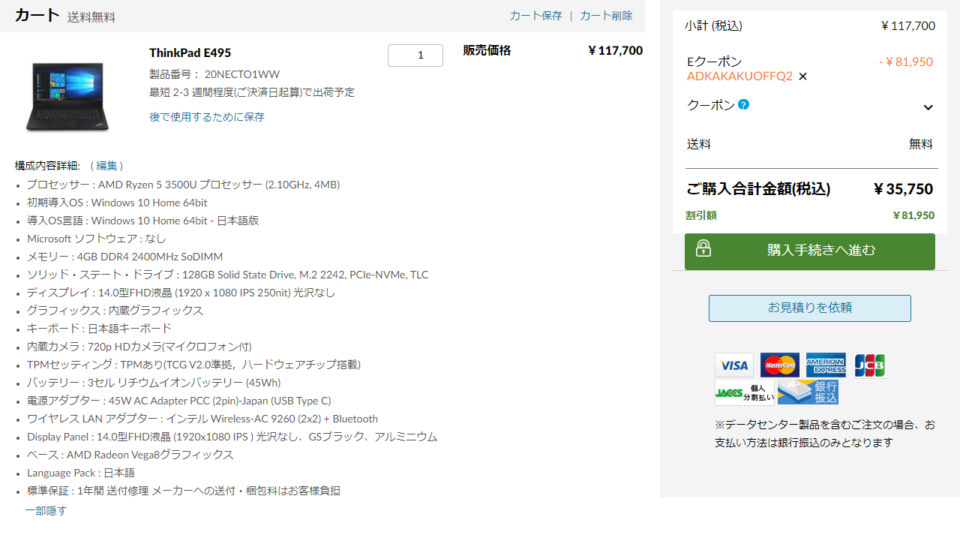 カート 送料無料
カート保存 | カート削除
ThinkPad E495
1
販売価格
¥117,700
製品番号： 20NECTO1WW
最短 2-3 週間程度(ご決済日起算)で出荷予定
後で使用するために保存
構成内容詳細: ( 編集 )
• プロセッサー : AMD Ryzen 5 3500U プロセッサー (2.10GHz, 4MB)
• 初期導入OS : Windows 10 Home 64bit
• 導入OS言語 : Windows 10 Home 64bit - 日本語版
• Microsoft ソフトウェア : なし
• メモリー : 4GB DDR4 2400MHz SoDIMM
• ソリッド・ステート・ドライブ : 128GB Solid State Drive, M.2 2242, PCIe-NVMe, TLC
• ディスプレイ : 14.0型FHD液晶 (1920 x 1080 IPS 250nit) 光沢なし
• グラフィックス : 内蔵グラフィックス
• キーボード : 日本語キーボード
• 内蔵カメラ : 720p HDカメラ(マイクロフォン付)
• TPMセッティング : TPMあり(TCG V2.0準拠，ハードウェアチップ搭載)
• バッテリー : 3セル リチウムイオンバッテリー (45Wh)
• 電源アダプター : 45W AC Adapter PCC (2pin)-Japan (USB Type C)
• ワイヤレス LAN アダプター : インテル Wireless-AC 9260 (2x2) + Bluetooth
• Display Panel : 14.0型FHD液晶 (1920x1080 IPS ) 光沢なし、GSブラック、アルミニウム
• ベース : AMD Radeon Vega8グラフィックス
• Language Pack : 日本語
• 標準保証 : 1年間 送付修理 メーカーへの送付・梱包料はお客様負担
一部隠す
小計 (税込) ¥117,700
Eクーポン - ¥81,950
ADKAKAKUOFFQ2 ✕
クーポン ?
送料 無料
ご購入合計金額(税込) ¥35,750
割引額 ¥81,950
購入手続きへ進む
お見積りを依頼
VISA MasterCard AMERICAN EXPRESS JCB
JACCS 個人分割払い 銀行振込
※データセンター製品を含むご注文の場合、お
支払い方法は銀行振込のみとなります